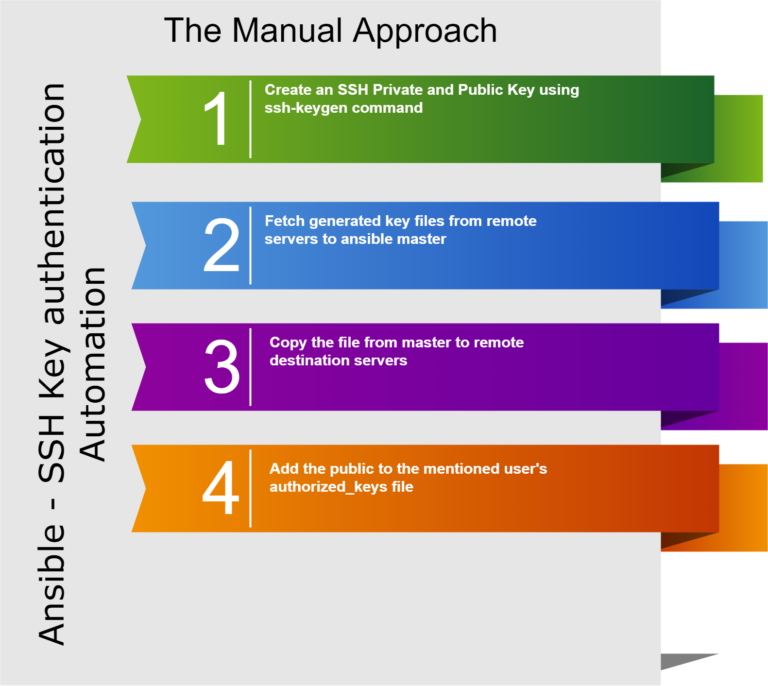 The Manual Approach
Ansible - SSH Key authentication
Automation
1
Create an SSH Private and Public Key using
ssh-keygen command
2
Fetch generated key files from remote
servers to ansible master
3
Copy the file from master to remote
destination servers
4
Add the public to the mentioned user's
authorized_keys file